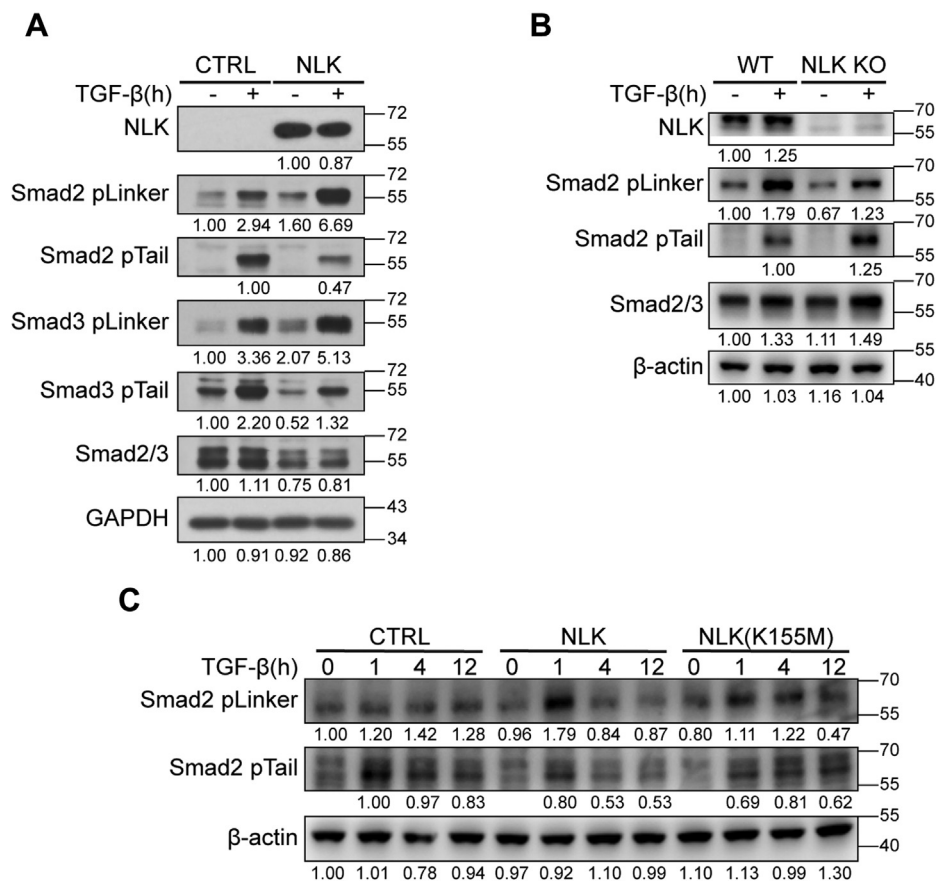 A
CTRL NLK
TGF-β(h) - + - +
NLK 72 55
1.00 0.87
Smad2 pLinker 72 55
1.00 2.94 1.60 6.69
Smad2 pTail 72 55
1.00 0.47
Smad3 pLinker 72 55
1.00 3.36 2.07 5.13
Smad3 pTail 72 55
1.00 2.20 0.52 1.32
Smad2/3 72 55
1.00 1.11 0.75 0.81
GAPDH 43 34
1.00 0.91 0.92 0.86
B
WT NLK KO
TGF-β(h) - + - +
NLK 70 55
1.00 1.25
Smad2 pLinker 70 55
1.00 1.79 0.67 1.23
Smad2 pTail 70 55
1.00 1.25
Smad2/3 70 55
1.00 1.33 1.11 1.49
β-actin 55 40
1.00 1.03 1.16 1.04
C
CTRL NLK NLK(K155M)
TGF-β(h) 0 1 4 12 0 1 4 12 0 1 4 12
Smad2 pLinker 70 55
1.00 1.20 1.42 1.28 0.96 1.79 0.84 0.87 0.80 1.11 1.22 0.47
Smad2 pTail 70 55
1.00 0.97 0.83 0.80 0.53 0.53 0.69 0.81 0.62
β-actin 55 40
1.00 1.01 0.78 0.94 0.97 0.92 1.10 0.99 1.10 1.13 0.99 1.30